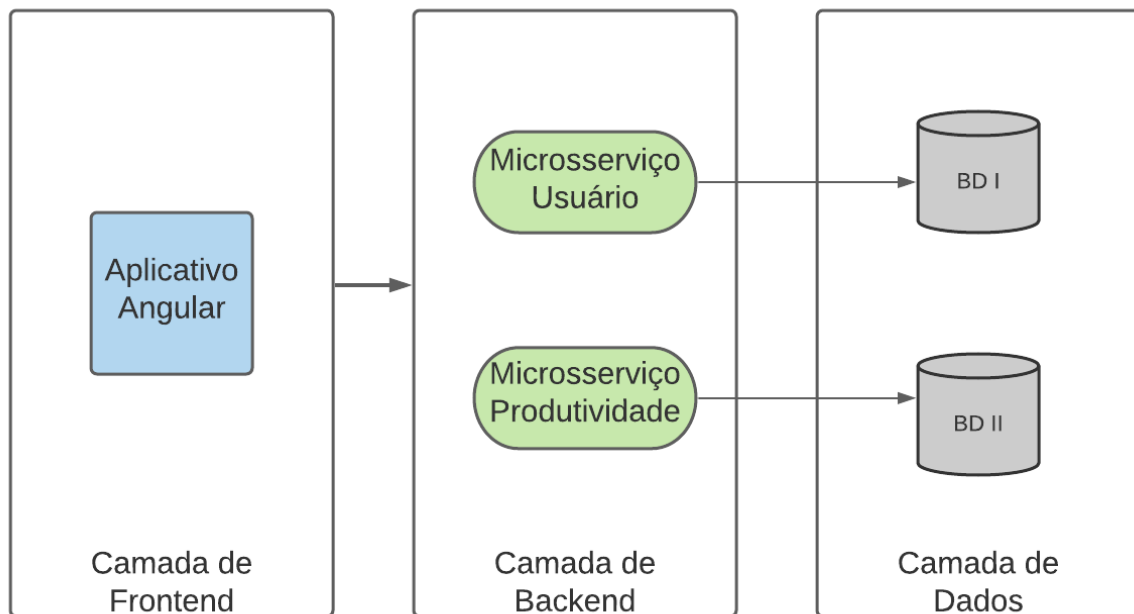 Aplicativo
Angular
Camada de
Frontend
Microsserviço
Usuário
Microsserviço
Produtividade
Camada de
Backend
BD I
BD II
Camada de
Dados